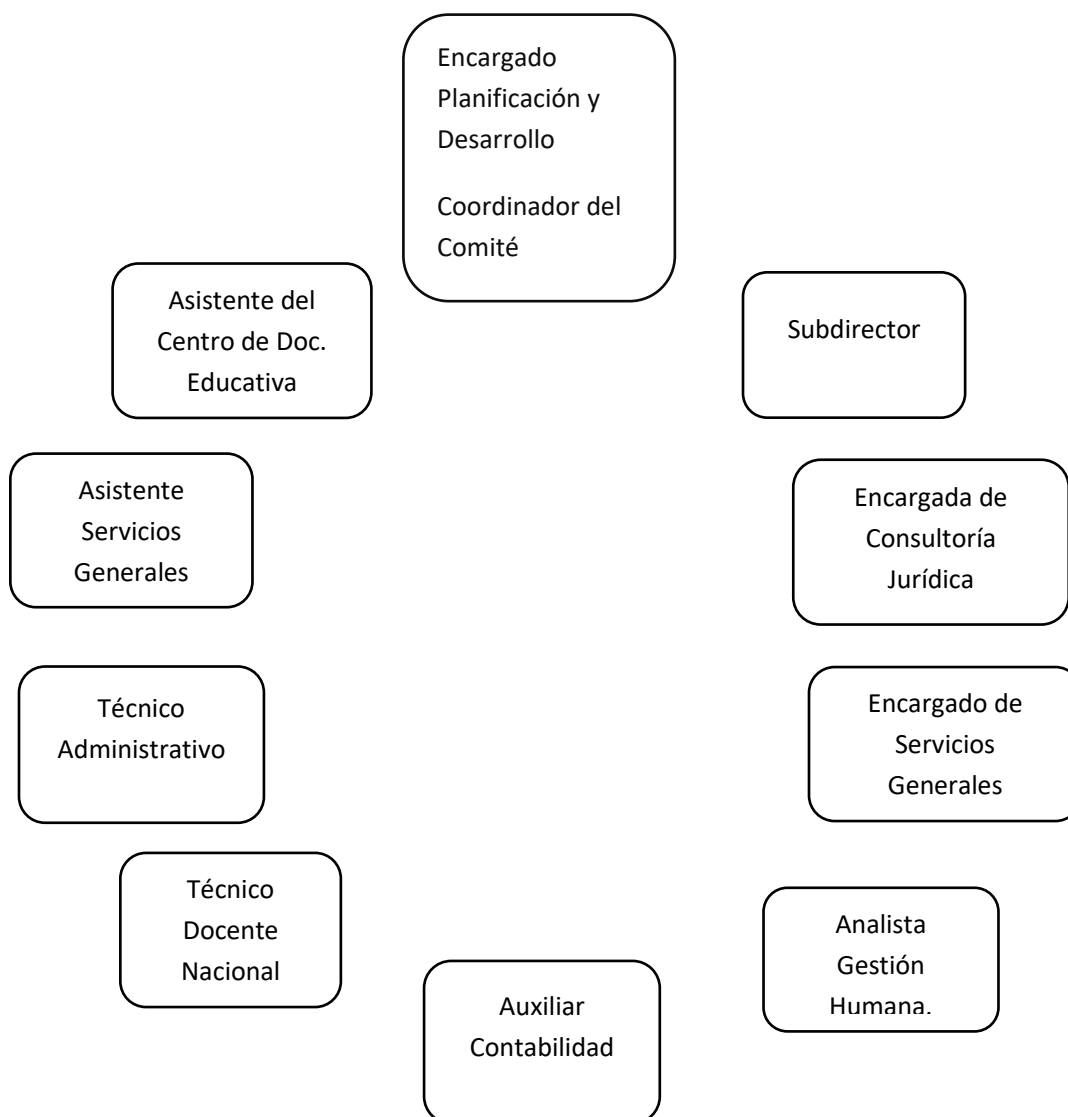 Encargado
Planificación y
Desarrollo
Coordinador del
Comité
Asistente del
Centro de Doc.
Educativa
Subdirector
Asistente
Servicios
Generales
Encargada de
Consultoría
Jurídica
Técnico
Administrativo
Encargado de
Servicios
Generales
Técnico
Docente
Nacional
Analista
Gestión
Humana.
Auxiliar
Contabilidad